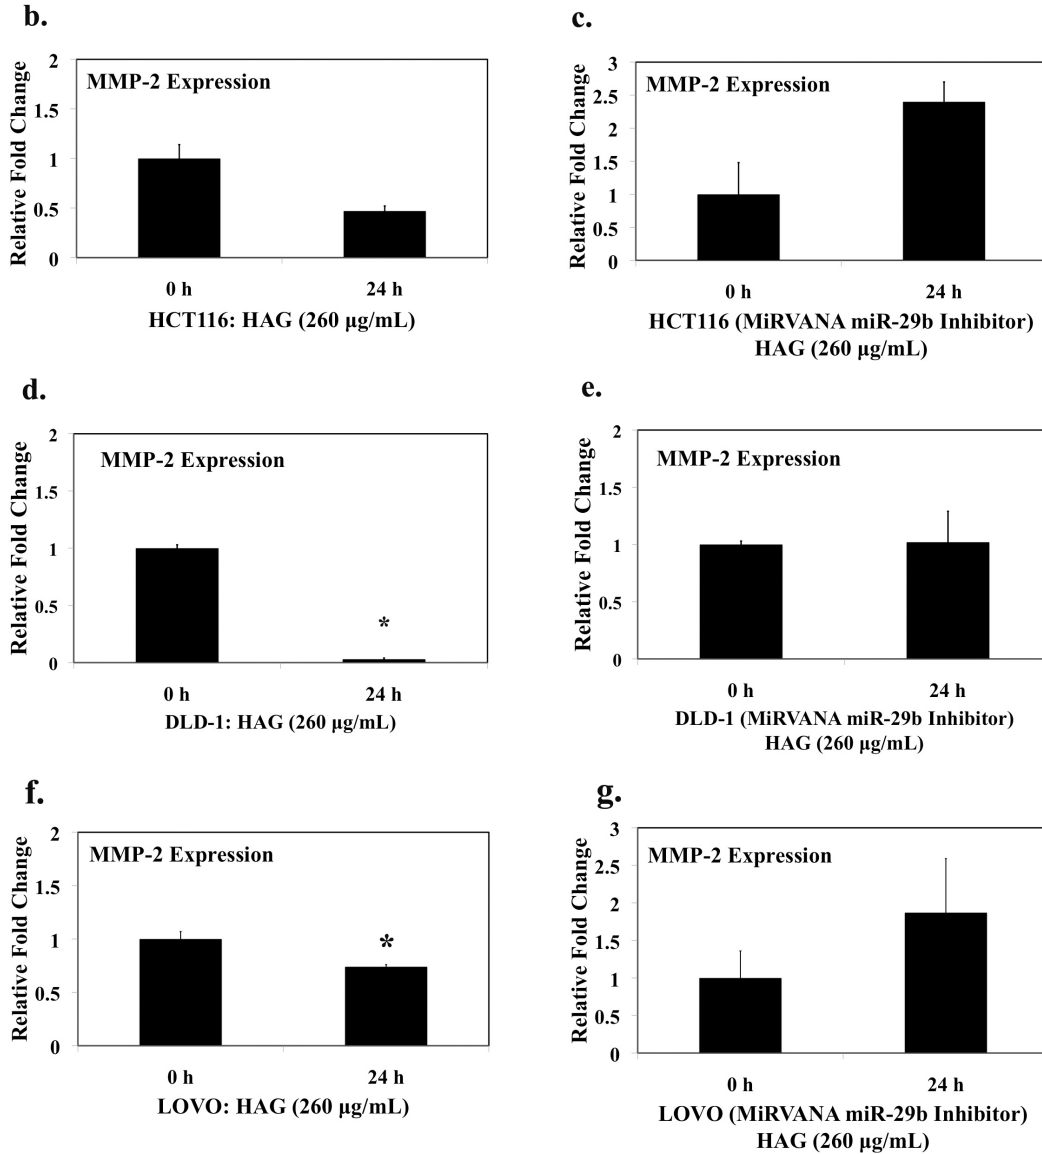 b.
Relative Fold Change
2
1.5
1
0.5
0
MMP-2 Expression
0 h
24 h
HCT116: HAG (260 µg/mL)
c.
Relative Fold Change
3
2.5
2
1.5
1
0.5
0
MMP-2 Expression
0 h
24 h
HCT116 (MiRVANA miR-29b Inhibitor)
HAG (260 µg/mL)
d.
Relative Fold Change
2
1.5
1
0.5
0
MMP-2 Expression
*
0 h
24 h
DLD-1: HAG (260 µg/mL)
e.
Relative Fold Change
2
1.5
1
0.5
0
MMP-2 Expression
0 h
24 h
DLD-1 (MiRVANA miR-29b Inhibitor)
HAG (260 µg/mL)
f.
Relative Fold Change
2
1.5
1
0.5
0
MMP-2 Expression
*
0 h
24 h
LOVO: HAG (260 µg/mL)
g.
Relative Fold Change
3
2.5
2
1.5
1
0.5
0
MMP-2 Expression
0 h
24 h
LOVO (MiRVANA miR-29b Inhibitor)
HAG (260 µg/mL)